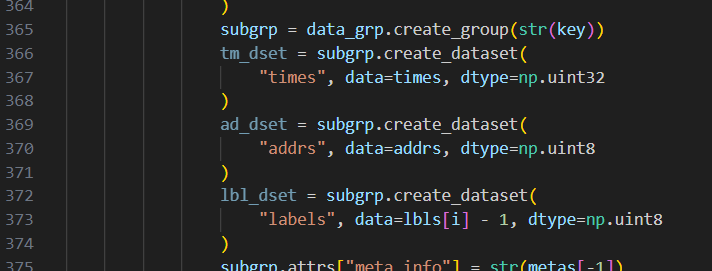 364 )
365 subgrp = data_grp.create_group(str(key))
366 tm_dset = subgrp.create_dataset(
367 "times", data=times, dtype=np.uint32
368 )
369 ad_dset = subgrp.create_dataset(
370 "addrs", data=addrs, dtype=np.uint8
371 )
372 lbl_dset = subgrp.create_dataset(
373 "labels", data=lbls[i] - 1, dtype=np.uint8
374 )
375 subgrp.attrs["meta_info"] = str(metas[-1])